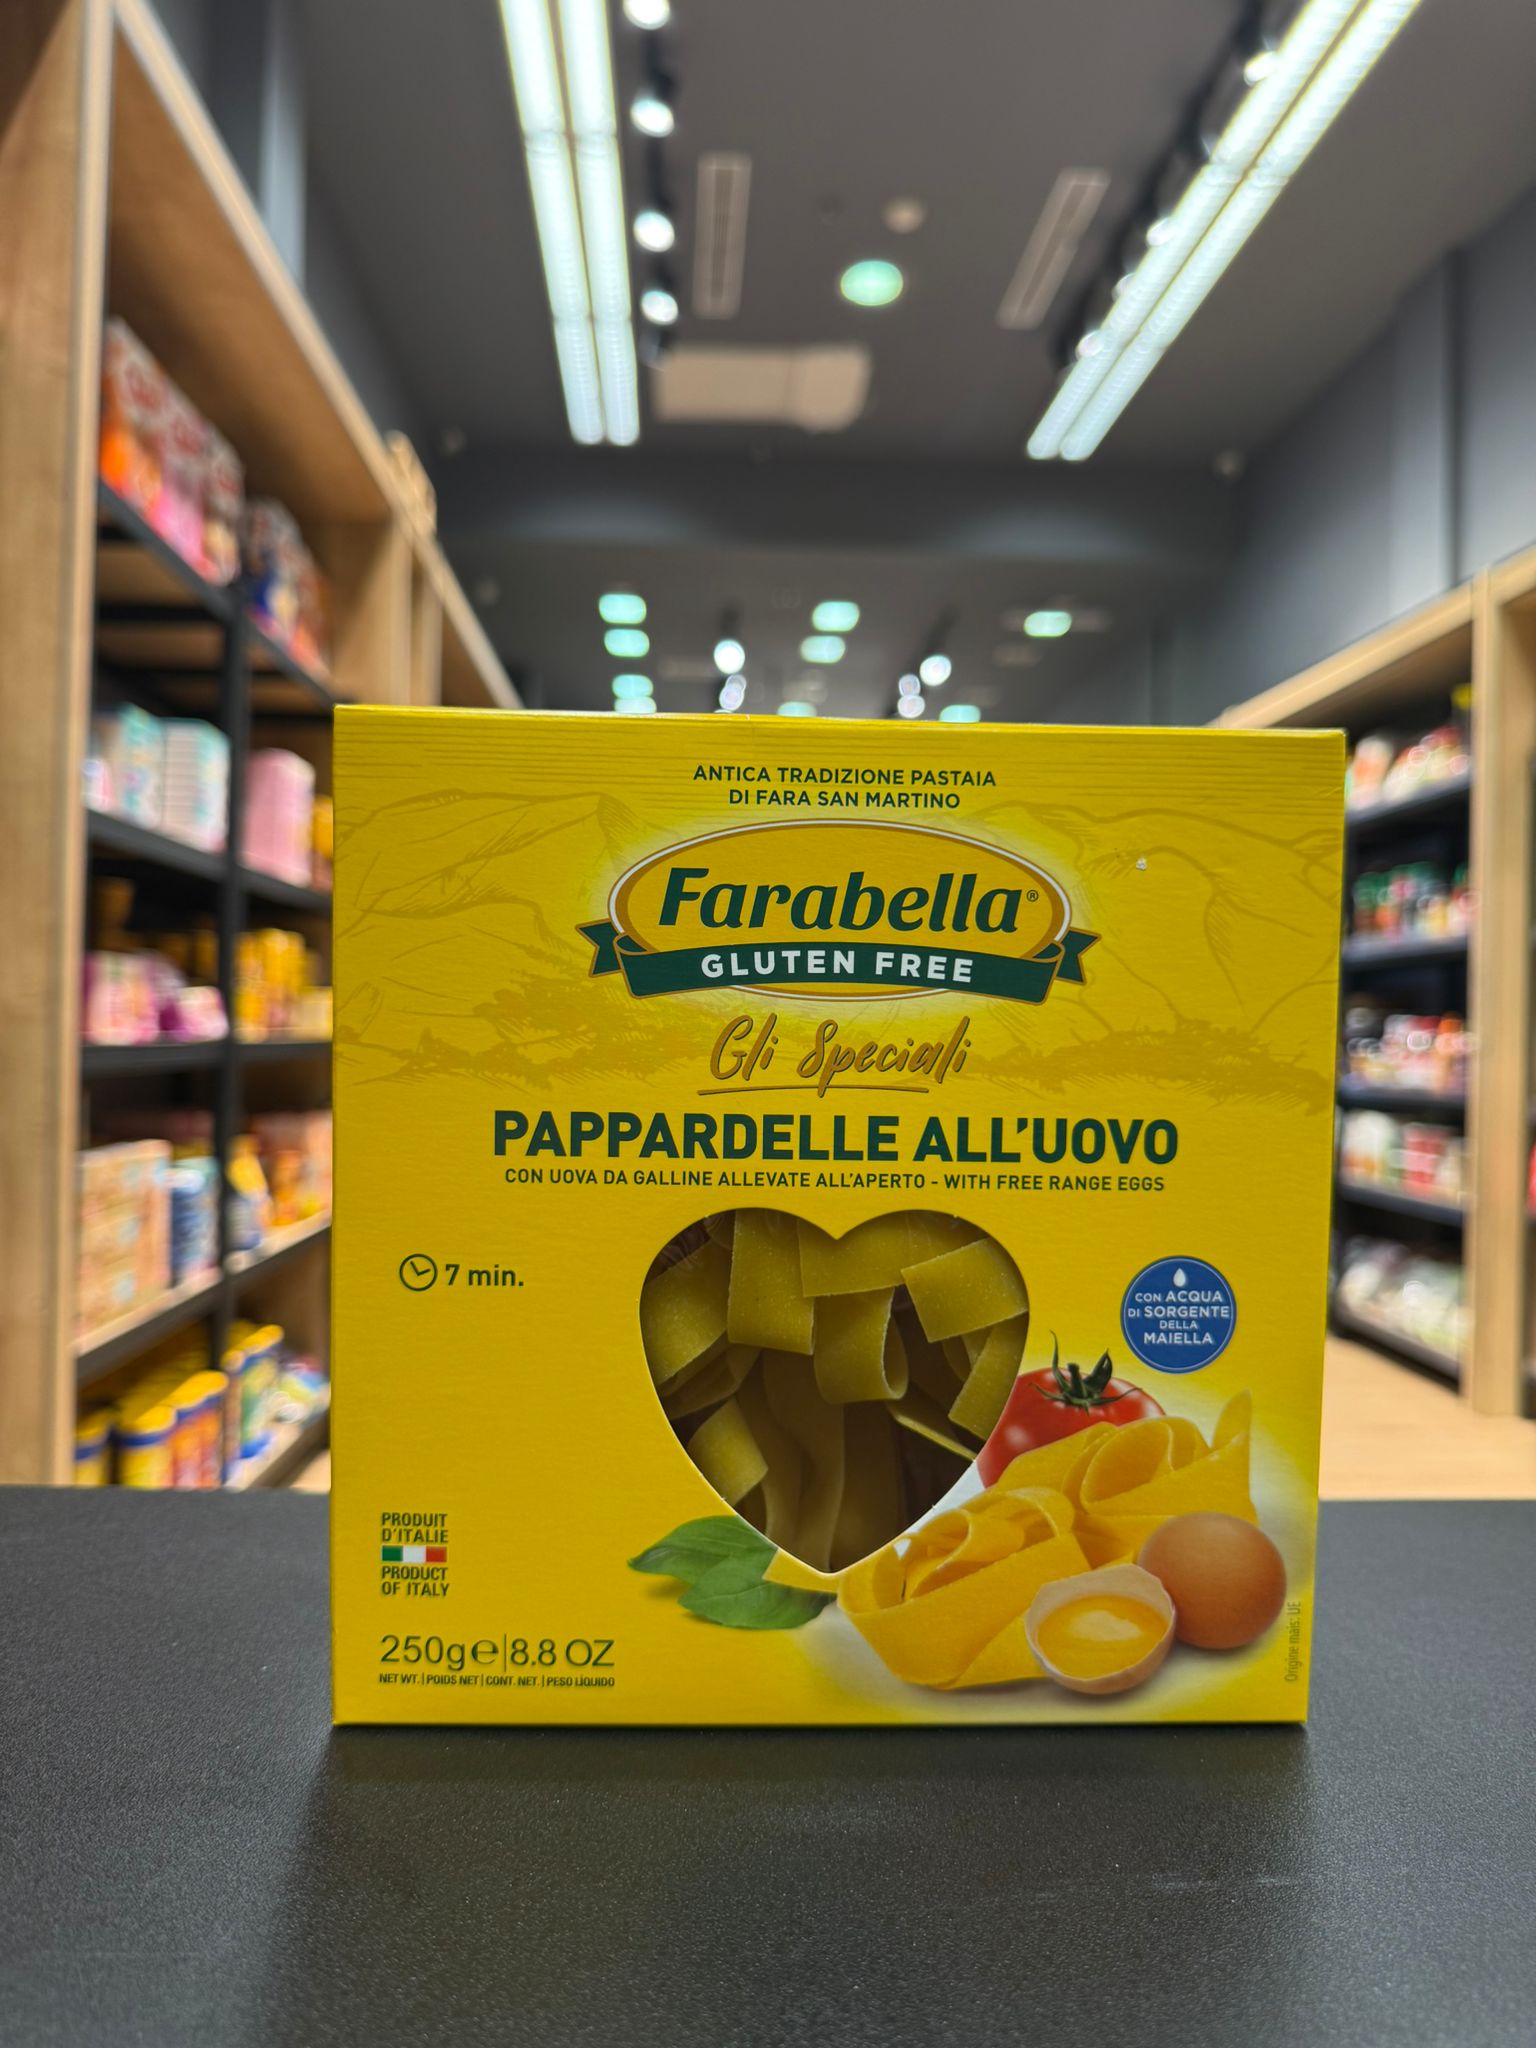 ANTICA TRADIZIONE PASTAIA
DI FARA SAN MARTINO
Farabella®
GLUTEN FREE
Gli Speciali
PAPPARDELLE ALL'UOVO
CON UOVA DA GALLINE ALLEVATE ALL'APERTO - WITH FREE RANGE EGGS
7 min.
CON ACQUA
DI SORGENTE
DELLA
MAIELLA
PRODUIT
D'ITALIE
PRODUCT
OF ITALY
250g℮|8.8 OZ
NET WT. | POIDS NET | CONT. NET. | PESO LÍQUIDO
Origine maïs: UE